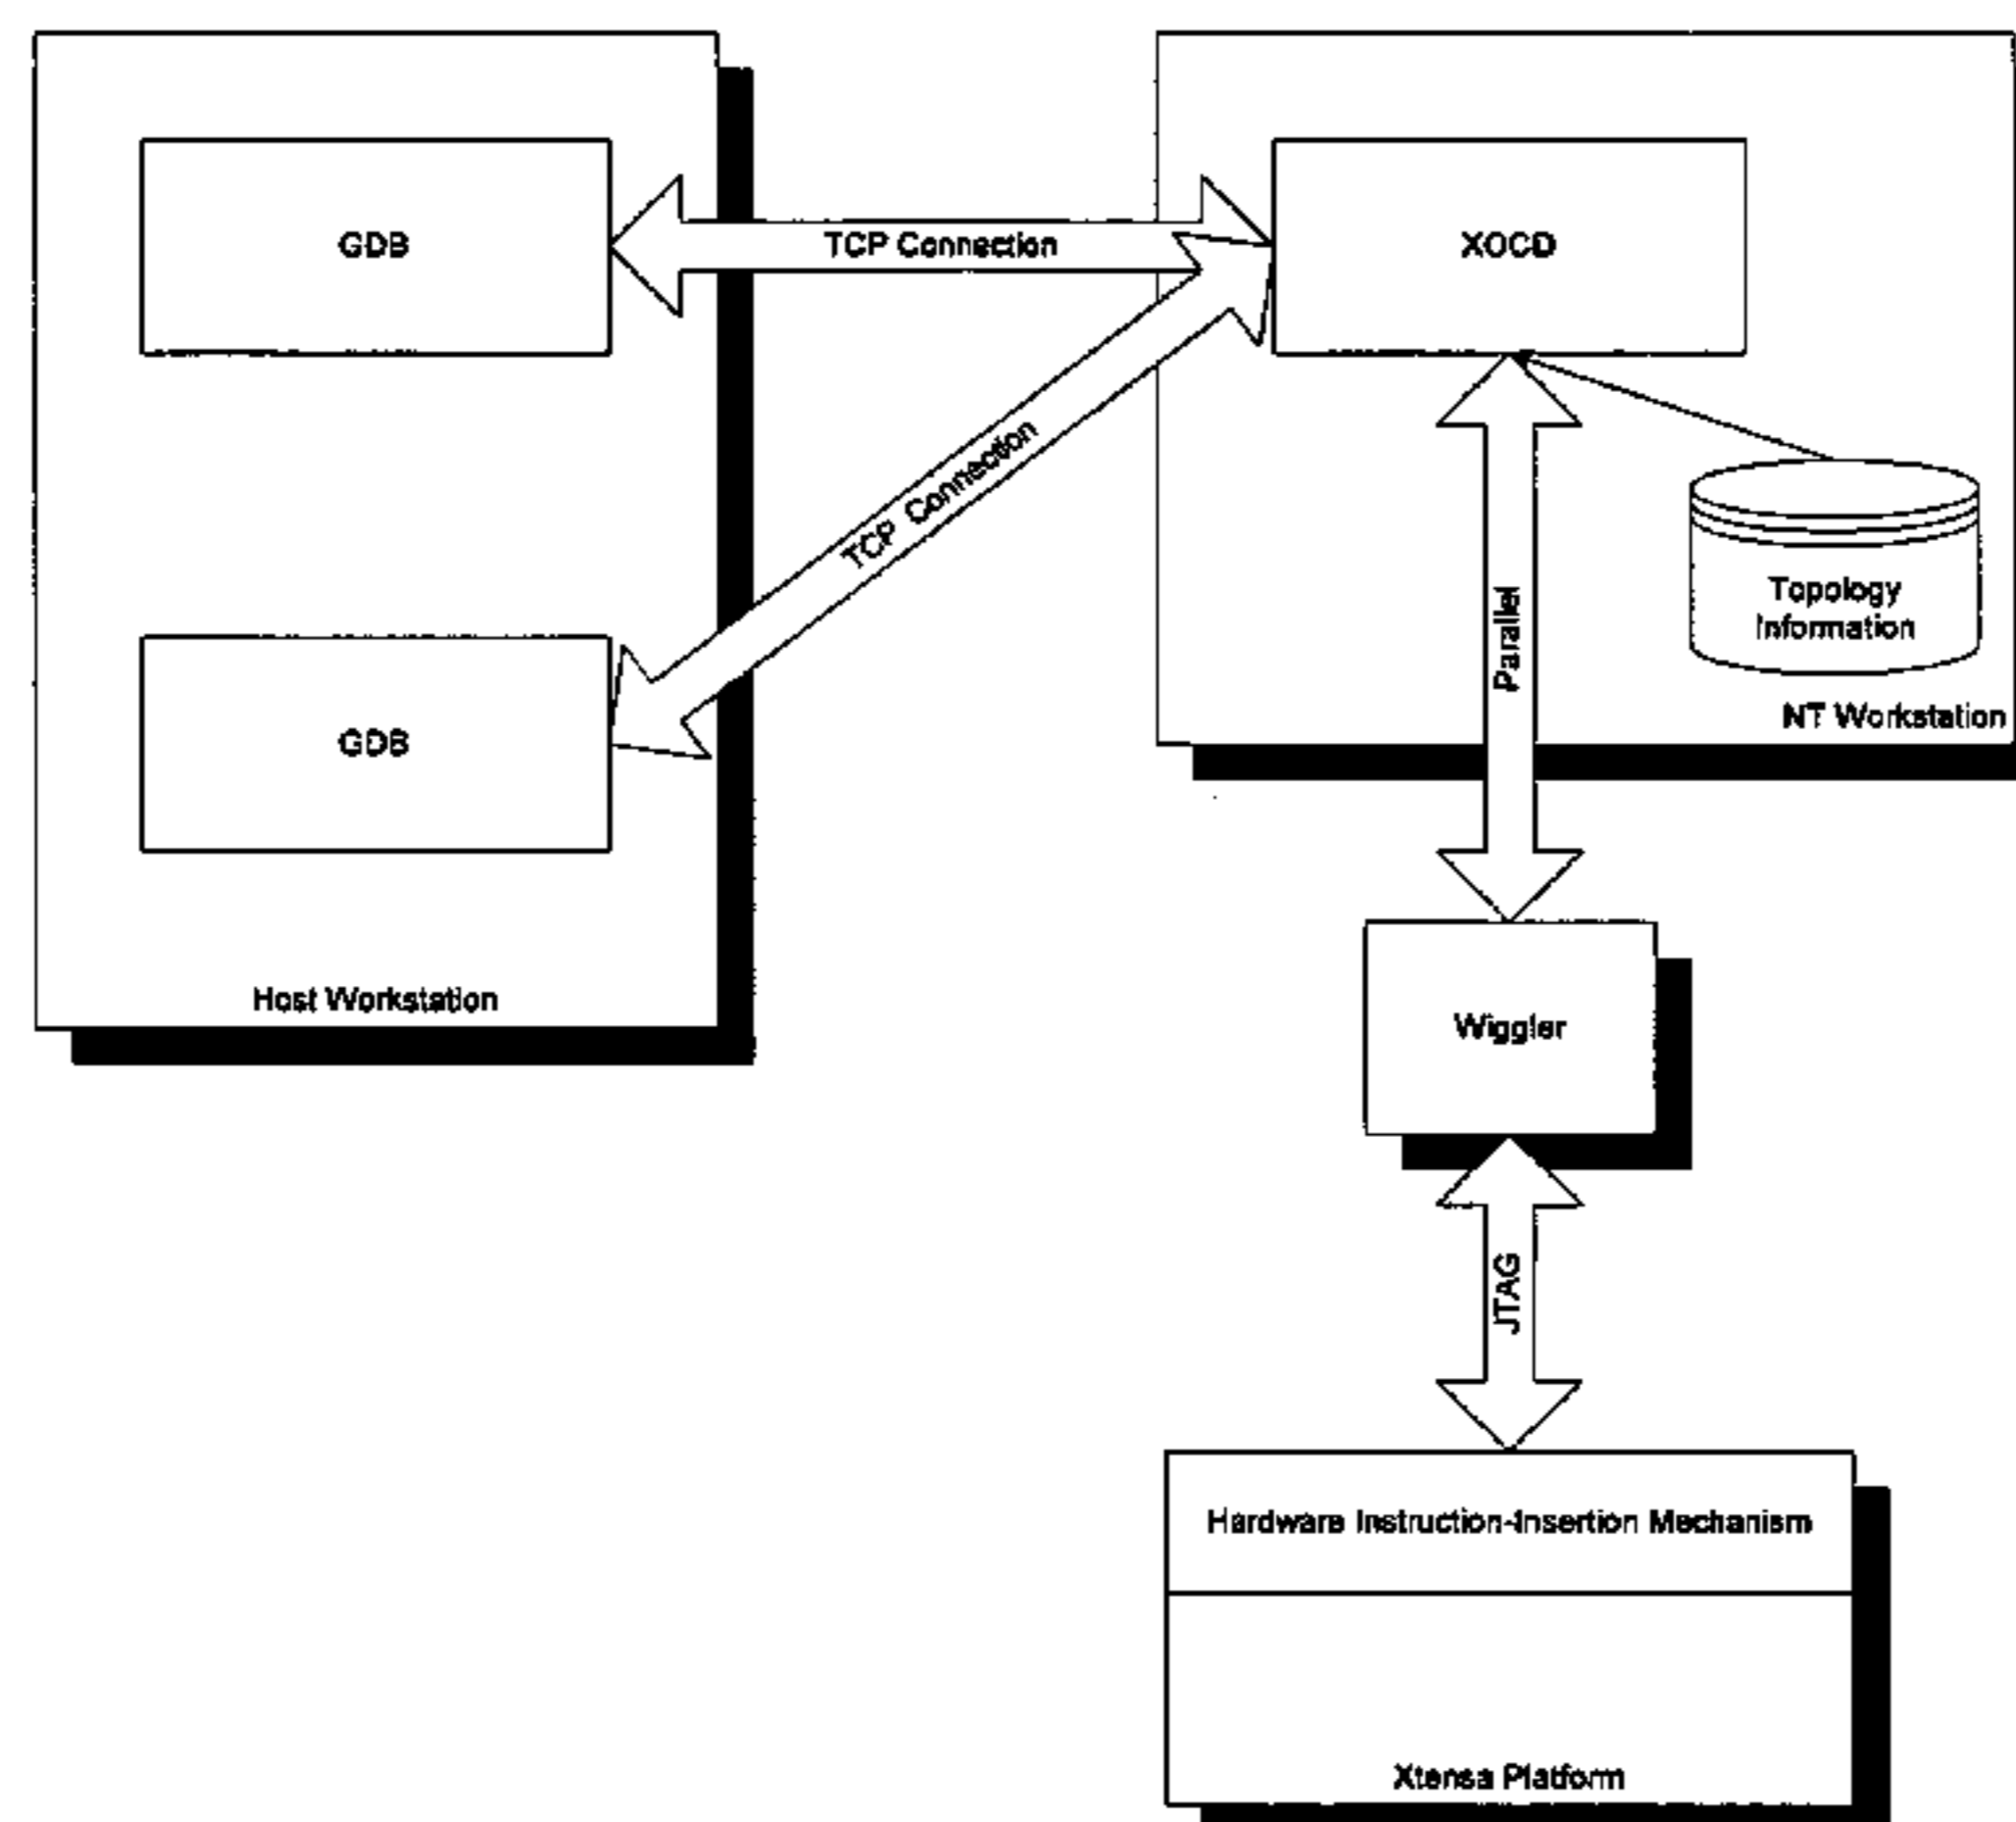 GDB
TCP Connection
XOCD
TCP Connection
Parallel
Topology
Information
NT Workstation
GDB
Host Workstation
Wiggler
JTAG
Hardware Instruction-Insertion Mechanism
Xtensa Platform